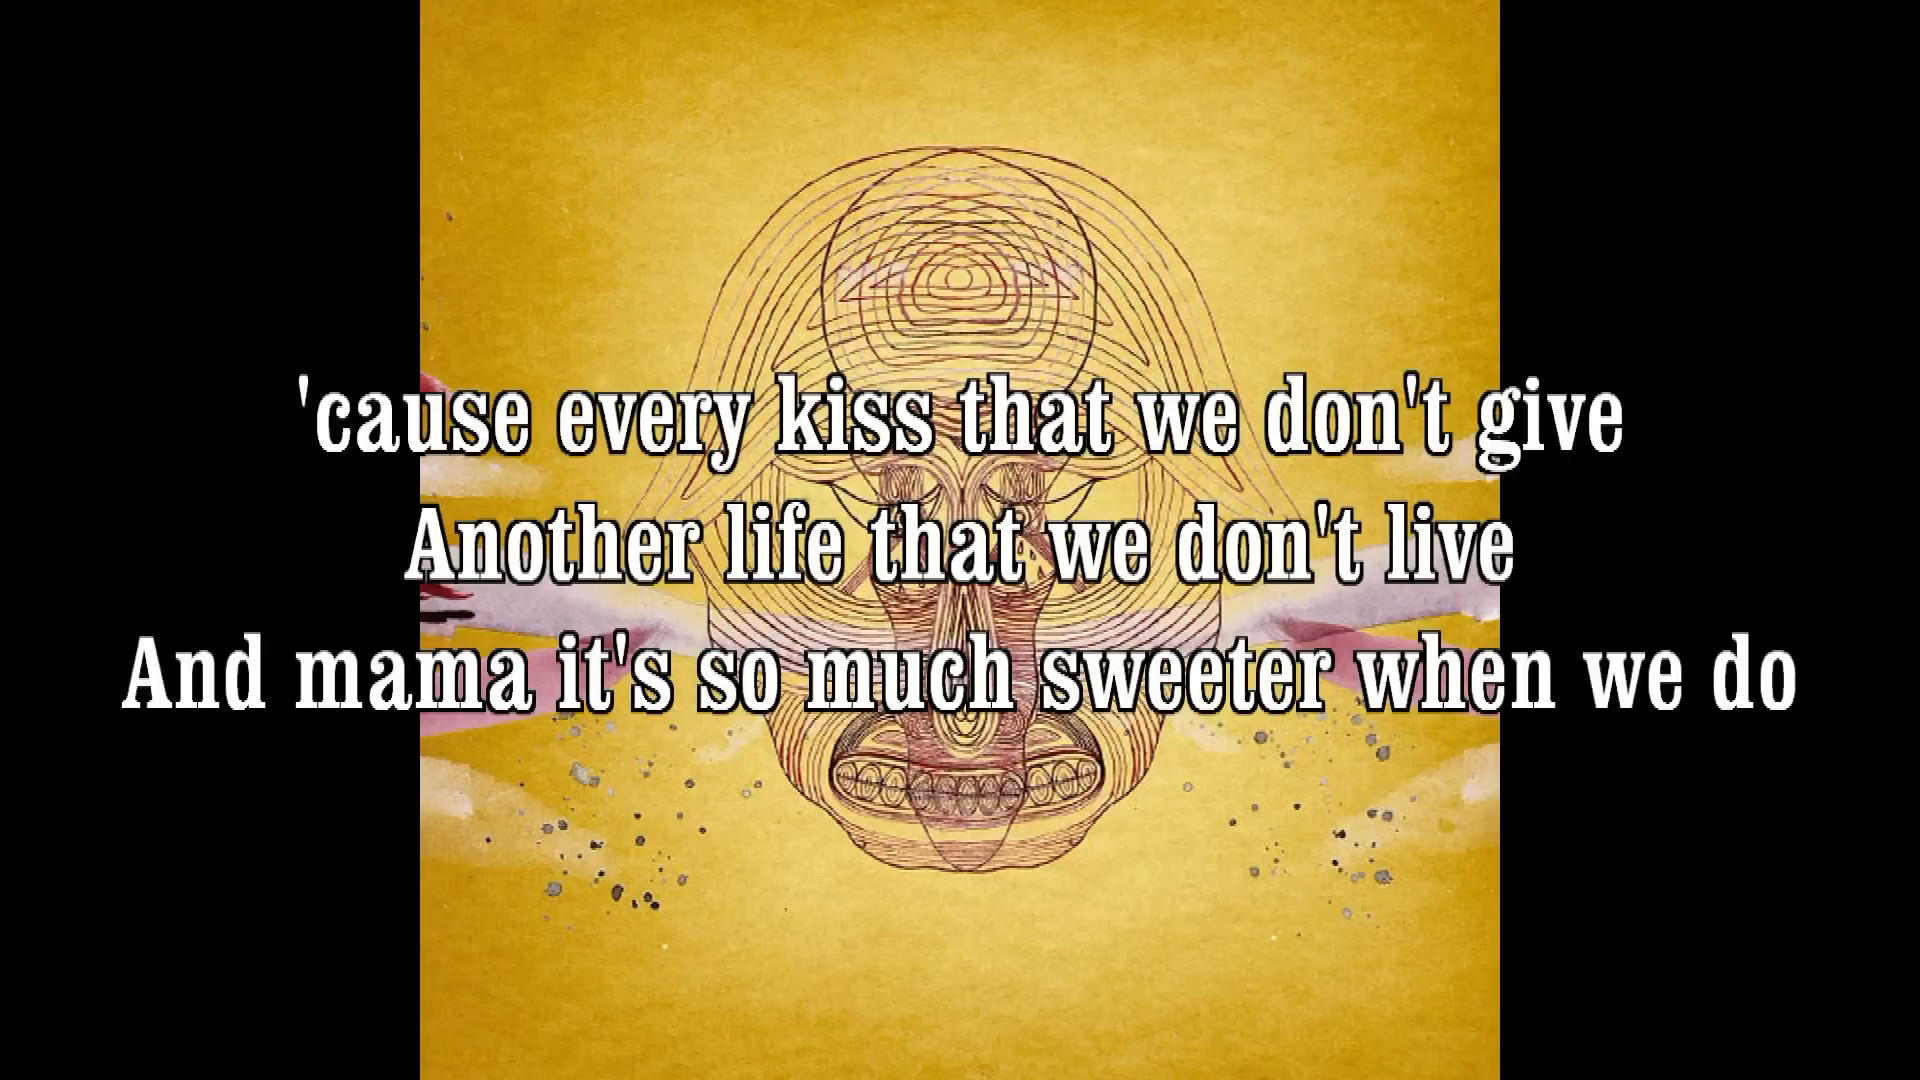 'cause every kiss that we don't give
Another life that we don't live
And mama it's so much sweeter when we do